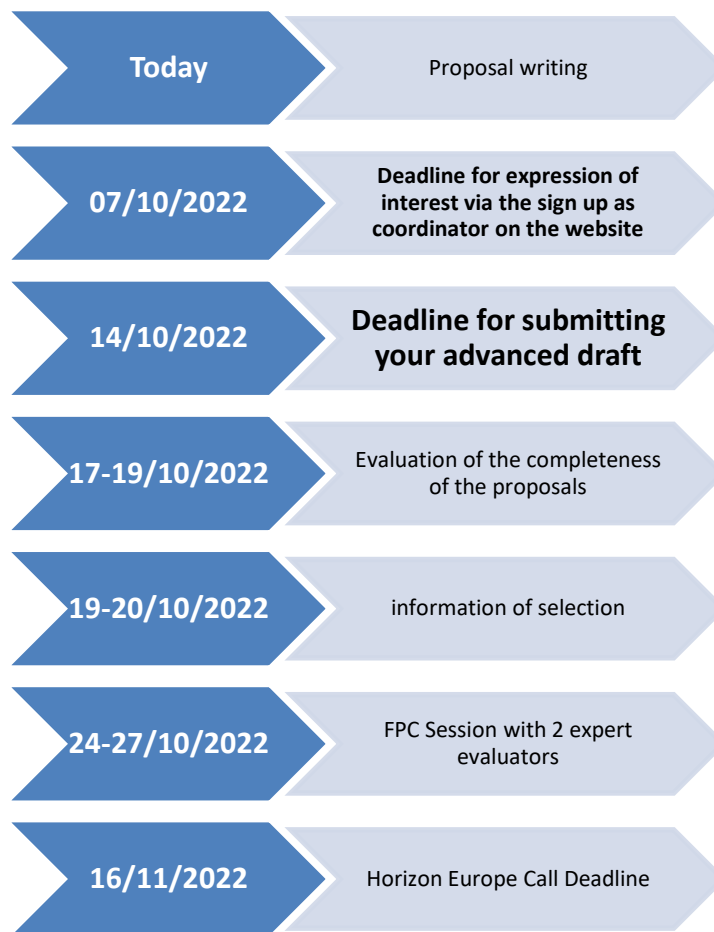 Today
Proposal writing
07/10/2022
Deadline for expression of
interest via the sign up as
coordinator on the website
14/10/2022
Deadline for submitting
your advanced draft
17-19/10/2022
Evaluation of the completeness
of the proposals
19-20/10/2022
information of selection
24-27/10/2022
FPC Session with 2 expert
evaluators
16/11/2022
Horizon Europe Call Deadline